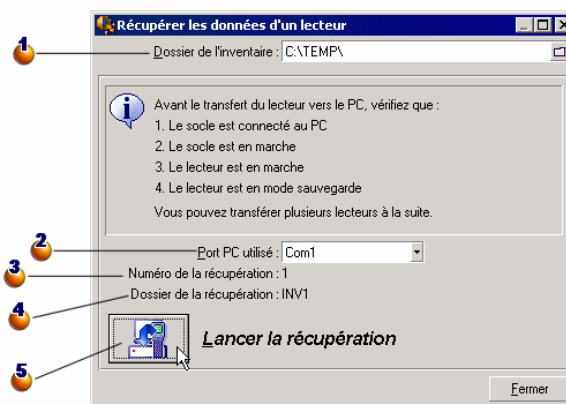 Récupérer les données d'un lecteur
1
Dossier de l'inventaire : C:\TEMP\
Avant le transfert du lecteur vers le PC, vérifiez que :
1. Le socle est connecté au PC
2. Le socle est en marche
3. Le lecteur est en marche
4. Le lecteur est en mode sauvegarde
Vous pouvez transférer plusieurs lecteurs à la suite.
2
Port PC utilisé : Com1
3
Numéro de la récupération : 1
4
Dossier de la récupération : INV1
5
Lancer la récupération
Fermer